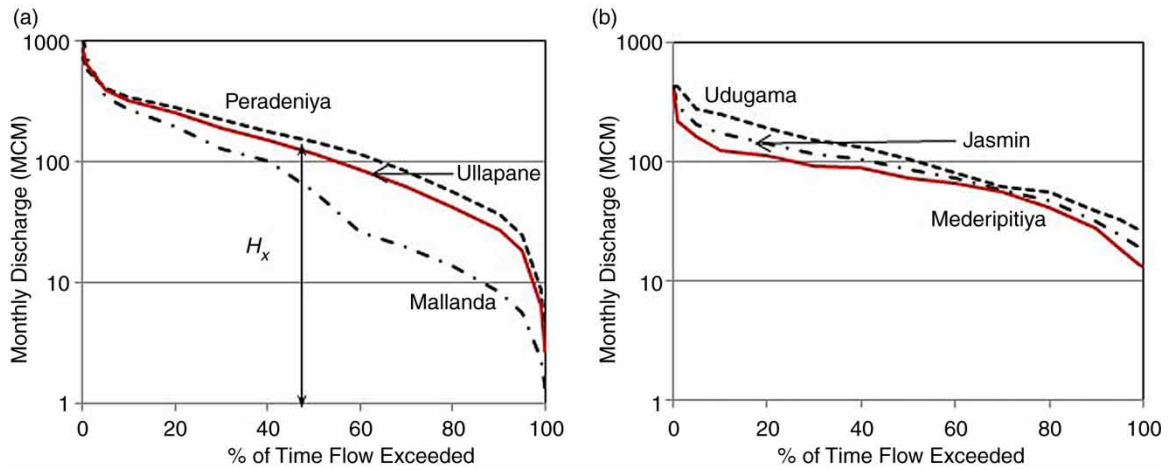 (a)
1000
100
10
1
Monthly Discharge (MCM)
Peradeniya
Ullapane
Hx
Mallanda
0 20 40 60 80 100
% of Time Flow Exceeded
(b)
1000
100
10
1
Monthly Discharge (MCM)
Udugama
Jasmin
Mederipitiya
0 20 40 60 80 100
% of Time Flow Exceeded